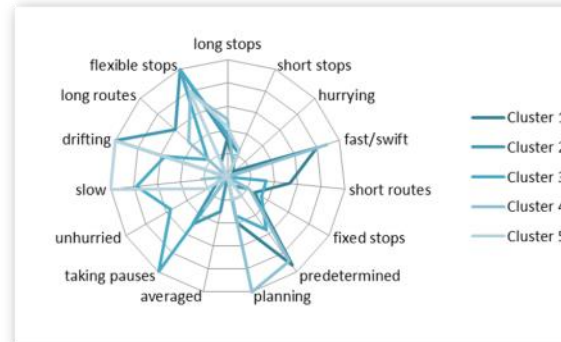 long stops
flexible stops
short stops
long routes
hurrying
drifting
fast/swift
slow
short routes
unhurried
fixed stops
taking pauses
predetermined
averaged
planning
Cluster 1
Cluster 2
Cluster 3
Cluster 4
Cluster 5